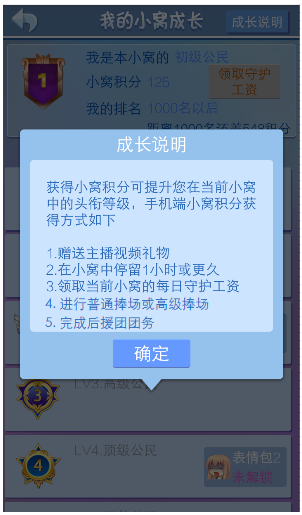 我的小窝成长
成长说明
我是本小窝的 初级公民
1
小窝积分 125
领取守护
工资
我的排名 1000名以后
距离1000名还差548积分
成长说明
获得小窝积分可提升您在当前小窝
中的头衔等级，手机端小窝积分获
得方式如下
1.赠送主播视频礼物
2.在小窝中停留1小时或更久
3.领取当前小窝的每日守护工资
4. 进行普通捧场或高级捧场
5. 完成后援团团务
确定
LV3.高级公民
3
LV4.顶级公民
4
表情包2
未解锁